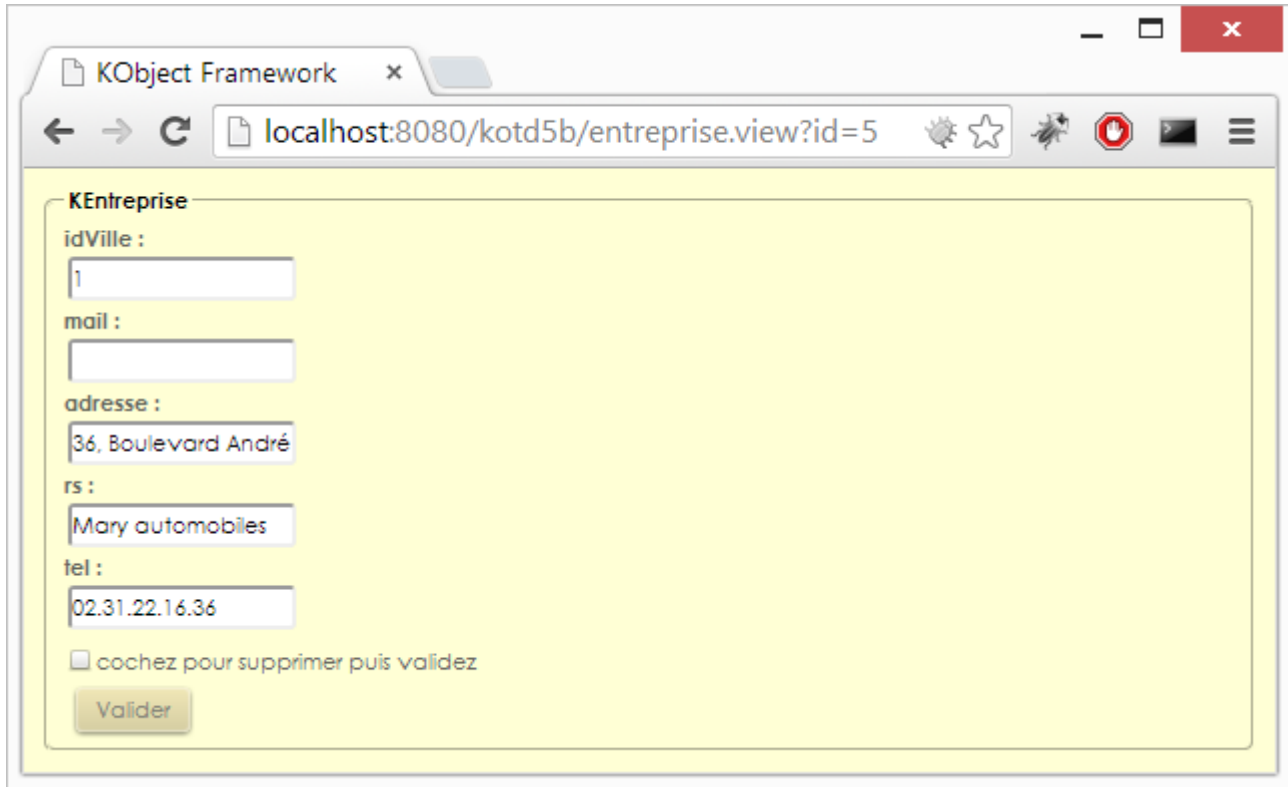 KObject Framework
localhost:8080/kotd5b/entreprise.view?id=5
KEntreprise
idVille :
1
mail :
adresse :
36, Boulevard André
rs :
Mary automobiles
tel :
02.31.22.16.36
cochez pour supprimer puis validez
Valider